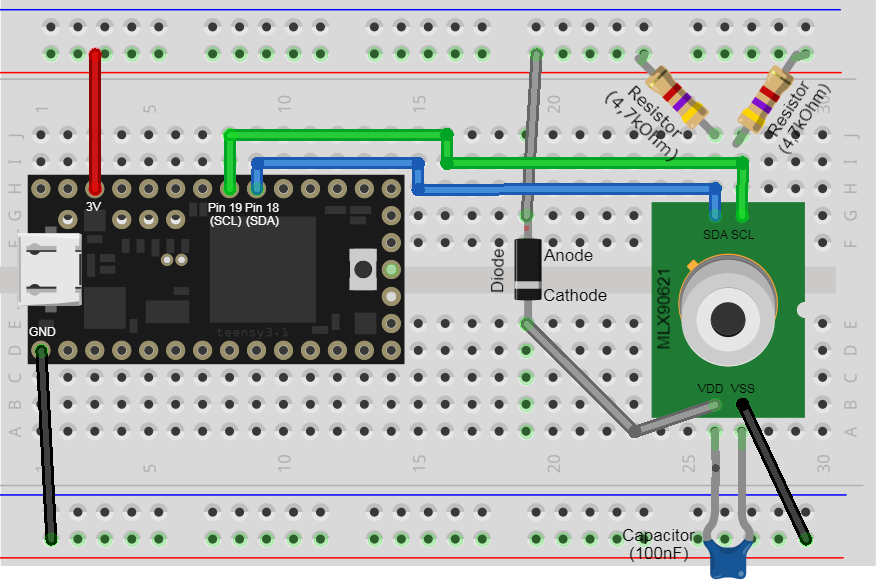 1
5
10
15
20
30
Resistor
(4,7kOhm)
Resistor
(4,7kOhm)
J
J
I
I
H
H
3V
Pin 19 Pin 18
(SCL) (SDA)
G
G
F
F
SDA SCL
Diode
Anode
Cathode
MLX90621
GND
teensy3.1
E
E
D
D
VDD VSS
C
C
B
B
A
A
1
5
10
15
20
25
30
Capacitor
(100nF)